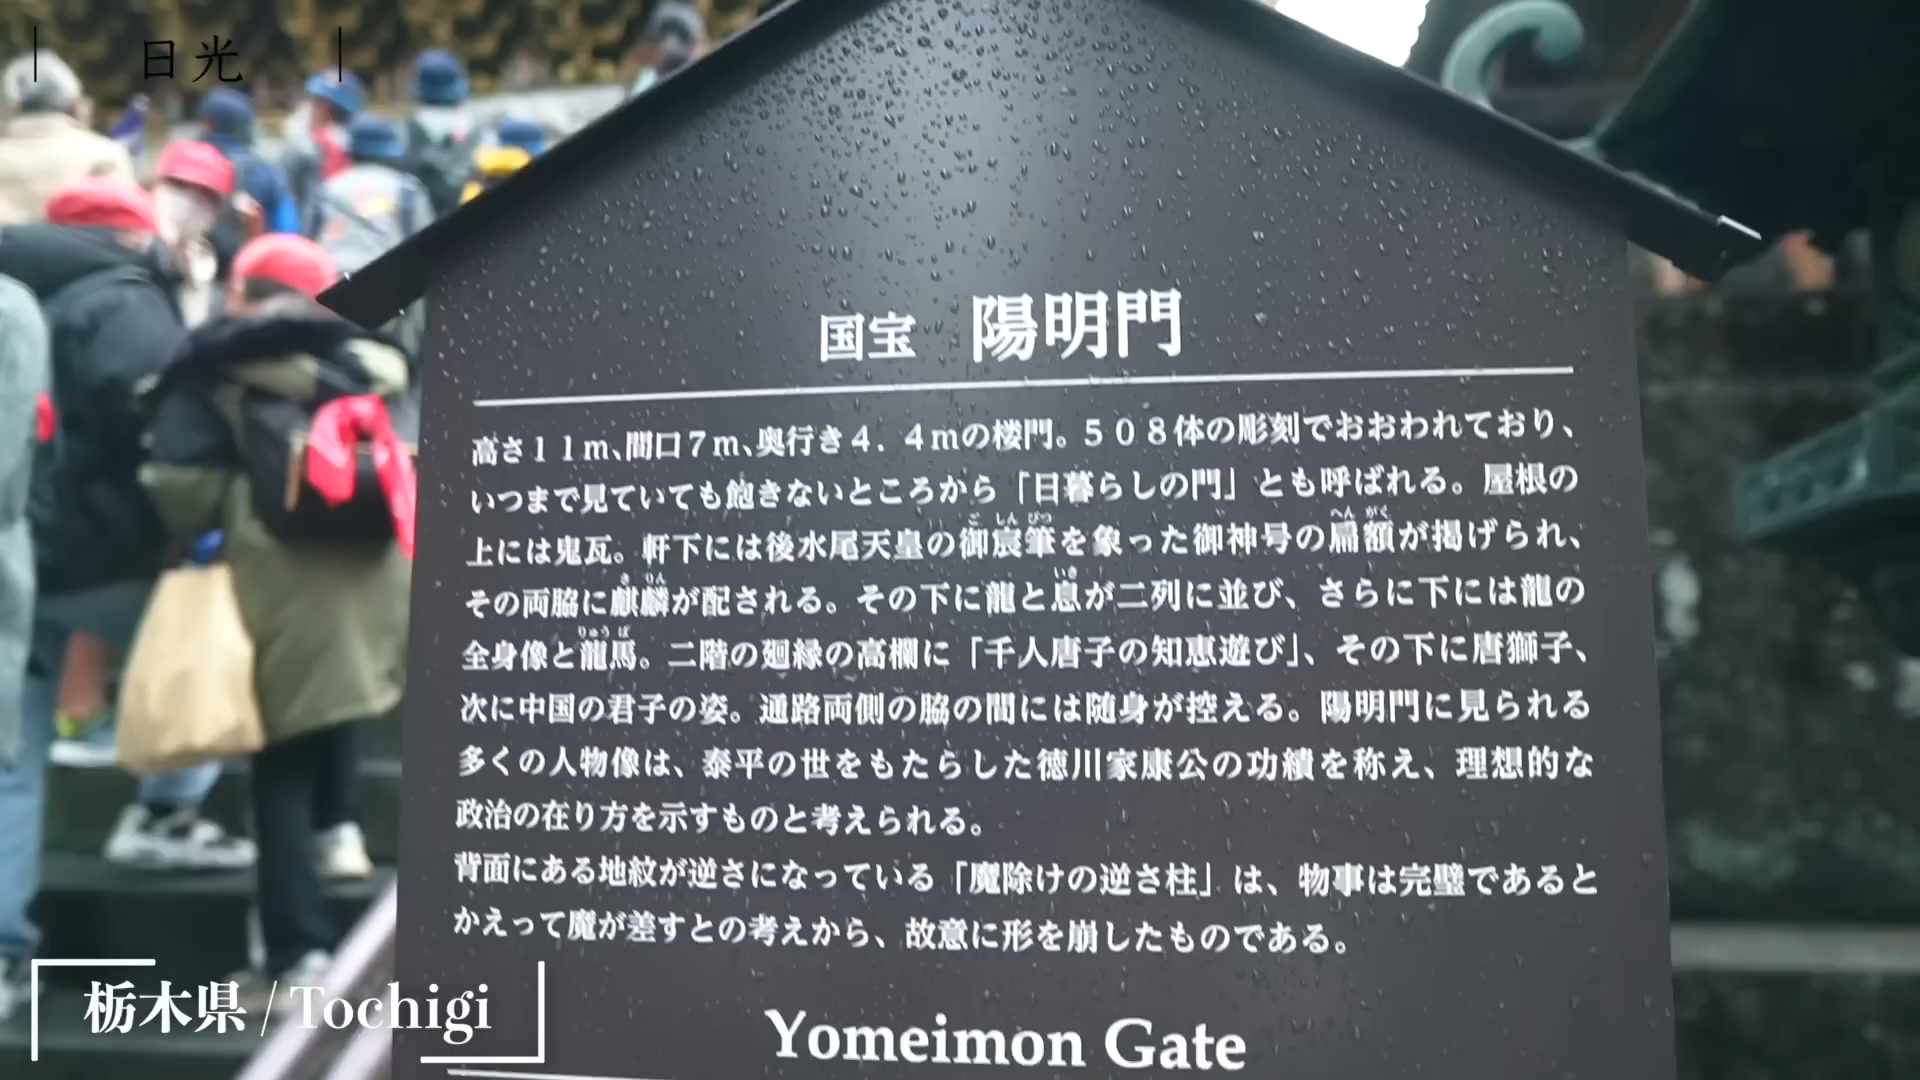 日光
国宝 陽明門
高さ11m、間口7m、奥行き4.4mの楼門。508体の彫刻でおおわれており、
いつまで見ていても飽きないところから「日暮らしの門」とも呼ばれる。屋根の
上には鬼瓦。軒下には後水尾天皇の御宸筆を象った御神号の扁額が掲げられ、
その両脇に麒麟が配される。その下に龍と息が二列に並び、さらに下には龍の
全身像と龍馬。二階の廻縁の高欄に「千人唐子の知恵遊び」、その下に唐獅子、
次に中国の君子の姿。通路両側の脇の間には随身が控える。陽明門に見られる
多くの人物像は、泰平の世をもたらした徳川家康公の功績を称え、理想的な
政治の在り方を示すものと考えられる。
背面にある地紋が逆さになっている「魔除けの逆さ柱」は、物事は完璧であると
かえって魔が差すとの考えから、故意に形を崩したものである。
Yomeimon Gate
栃木県/Tochigi